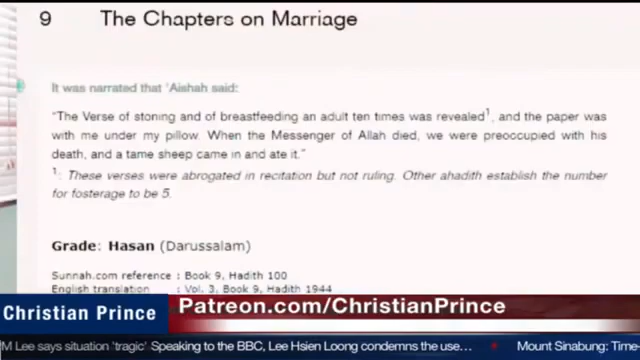 9 The Chapters on Marriage
It was narrated that 'Aishah said:
"The Verse of stoning and of breastfeeding an adult ten times was revealed¹, and the paper was
with me under my pillow. When the Messenger of Allah died, we were preoccupied with his
death, and a tame sheep came in and ate it."
¹: These verses were abrogated in recitation but not ruling. Other ahadith establish the number
for fosterage to be 5.
Grade: Hasan (Darussalam)
Sunnah.com reference : Book 9, Hadith 100
English translation : Vol. 3, Book 9, Hadith 1944
Christian Prince
Patreon.com/ChristianPrince
M Lee says situation 'tragic' Speaking to the BBC, Lee Hsien Loong condemns the use... Mount Sinabung: Time-